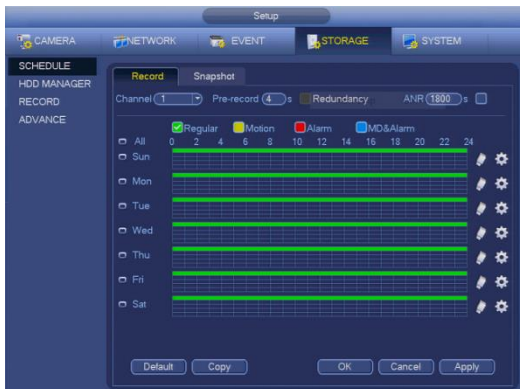 Setup
CAMERA NETWORK EVENT STORAGE SYSTEM
SCHEDULE
HDD MANAGER
RECORD
ADVANCE
Record Snapshot
Channel 1 Pre-record 4 s Redundancy ANR 1800 s
Regular Motion Alarm MD&Alarm
All 0 2 4 6 8 10 12 14 16 18 20 22 24
Sun
Mon
Tue
Wed
Thu
Fri
Sat
Default Copy OK Cancel Apply